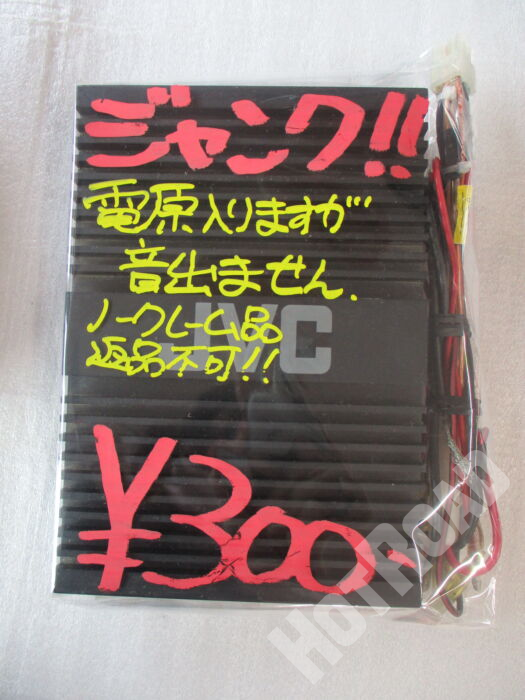 ジャンク!!
電原入りますが
音出ません.
ノークレーム品
JVC
返品不可!!
¥300、
HOTROAD